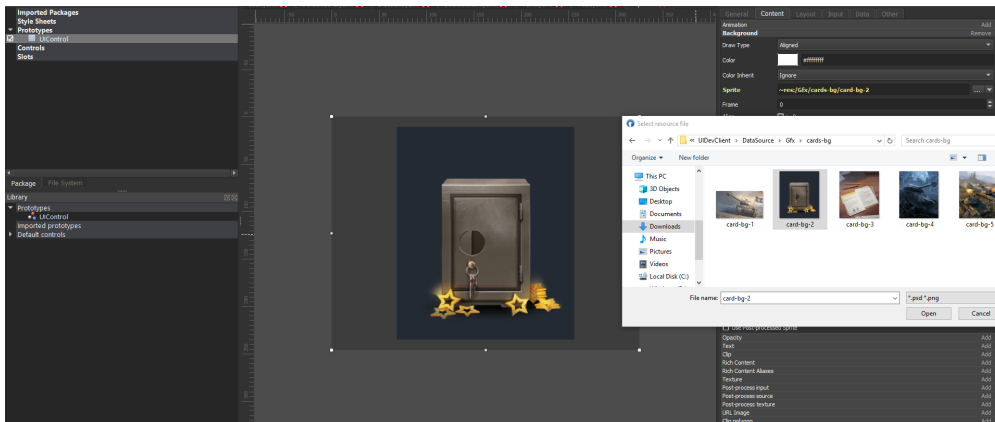 Imported Packages
Style Sheets
Prototypes
UIControl
Controls
Slots
Package File System
Library
Prototypes
UIControl
Imported prototypes
Default controls
General Content Layout Input Data Other
Animation Add
Background Remove
Draw Type Aligned
Color #ffffffff
Color Inherit Ignore
Sprite ~res:/Gfx/cards-bg/card-bg-2 ...
Frame 0
Select resource file
« UIDevClient › DataSource › Gfx › cards-bg
Search cards-bg
Organize New folder
This PC
3D Objects
Desktop
Documents
Downloads
Music
Pictures
Videos
Local Disk (C:)
card-bg-1 card-bg-2 card-bg-3 card-bg-4 card-bg-5
File name: card-bg-2 *.psd *.png
Open Cancel
Use Post-processed Sprite
Opacity Add
Text Add
Clip Add
Rich Content Add
Rich Content Aliases Add
Texture Add
Post-process input Add
Post-process source Add
Post-process texture Add
URL Image Add
Clip polygon Add